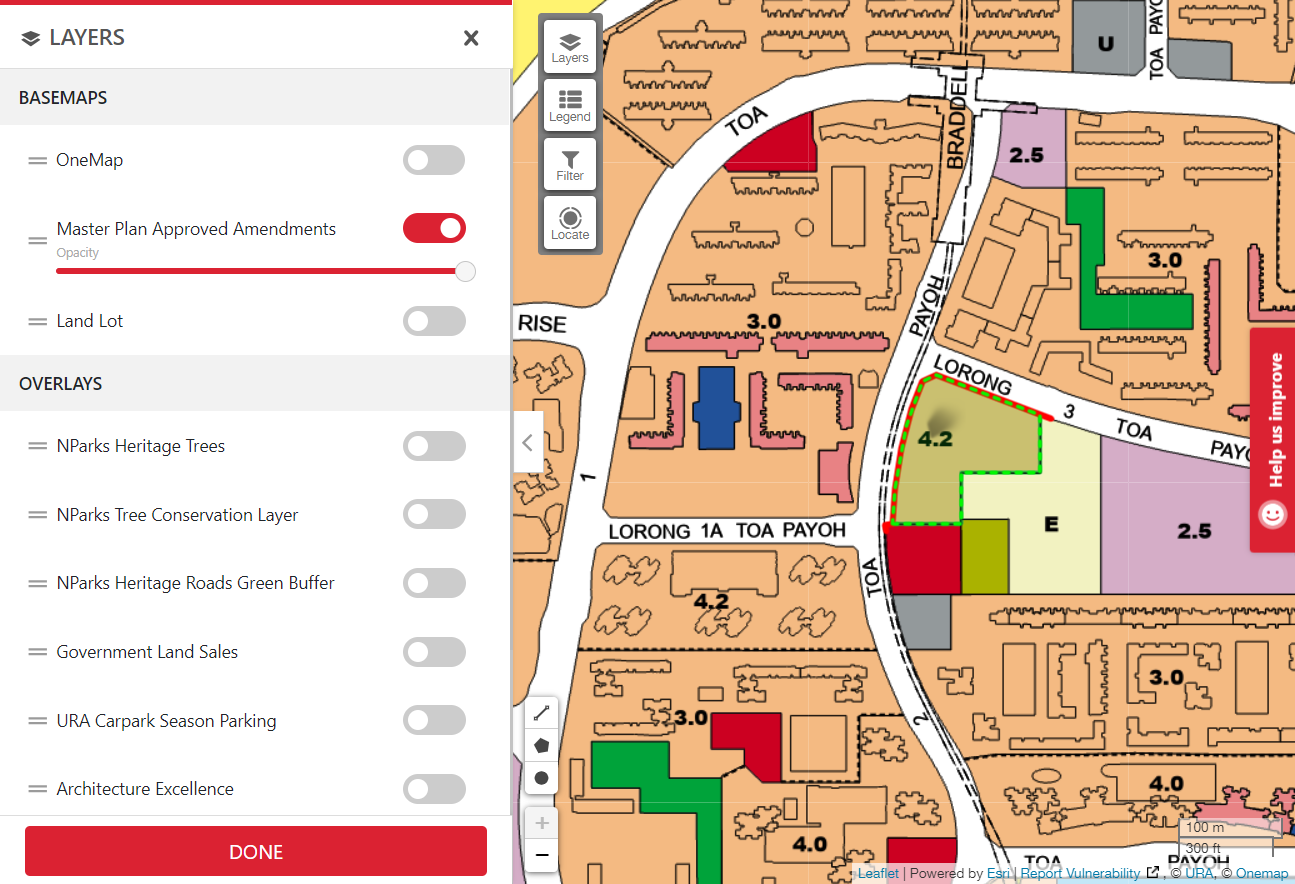 LAYERS
BASEMAPS
OneMap
Master Plan Approved Amendments
Opacity
Land Lot
OVERLAYS
NParks Heritage Trees
NParks Tree Conservation Layer
NParks Heritage Roads Green Buffer
Government Land Sales
URA Carpark Season Parking
Architecture Excellence
DONE
Layers
Legend
Filter
Locate
U
TOA PAYO
TOA
BRADDELL
2.5
3.0
PAYOH
RISE
3.0
LORONG 3 TOA PAYO
4.2
1
LORONG 1A TOA PAYOH
E
2.5
TOA
4.2
3.0
3.0
2
4.0
4.0
TOA PAYOH
Help us improve
100 m
300 ft
Leaflet | Powered by Esri | Report Vulnerability , © URA, © Onemap